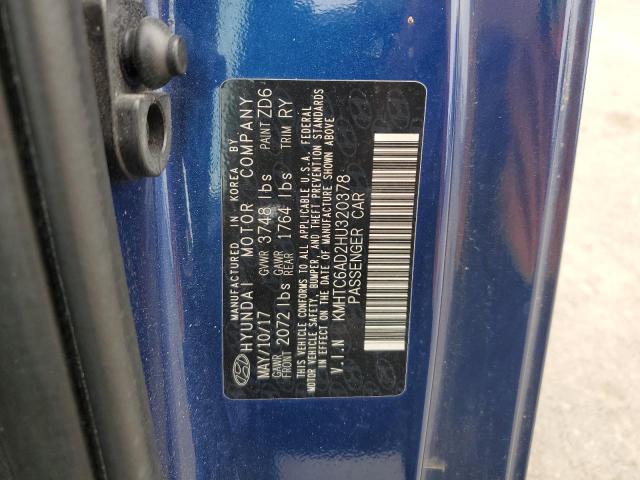 MANUFACTURED IN KOREA BY
HYUNDAI MOTOR COMPANY
MAY/10/17 GVWR 3748 lbs PAINT ZD6
GAWR FRONT 2072 lbs GAWR REAR 1764 lbs TRIM RY
THIS VEHICLE CONFORMS TO ALL APPLICABLE U.S.A. FEDERAL
MOTOR VEHICLE SAFETY, BUMPER, AND THEFT PREVENTION STANDARDS
IN EFFECT ON THE DATE OF MANUFACTURE SHOWN ABOVE
V.I.N KMHTC6AD2HU320378
PASSENGER CAR